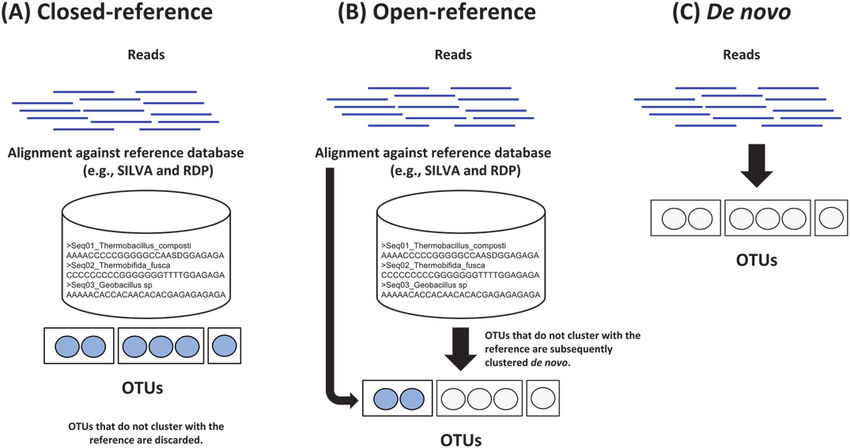 (A) Closed-reference
Reads
Alignment against reference database
(e.g., SILVA and RDP)
>Seq01_Thermobacillus_composti
AAAACCCCCGGGGGCCAASDGGAGAGA
>Seq02_Thermobifida_fusca
CCCCCCCCCGGGGGGGTTTTGGAGAGA
>Seq03_Geobacillus sp
AAAAACACCACAACACACGAGAGAGAGA
OTUs
OTUs that do not cluster with the
reference are discarded.
(B) Open-reference
Reads
Alignment against reference database
(e.g., SILVA and RDP)
>Seq01_Thermobacillus_composti
AAAACCCCCGGGGGCCAASDGGAGAGA
>Seq02_Thermobifida_fusca
CCCCCCCCCGGGGGGGTTTTGGAGAGA
>Seq03_Geobacillus sp
AAAAACACCACAACACACGAGAGAGAGA
OTUs that do not cluster with the
reference are subsequently
clustered de novo.
OTUs
(C) De novo
Reads
OTUs